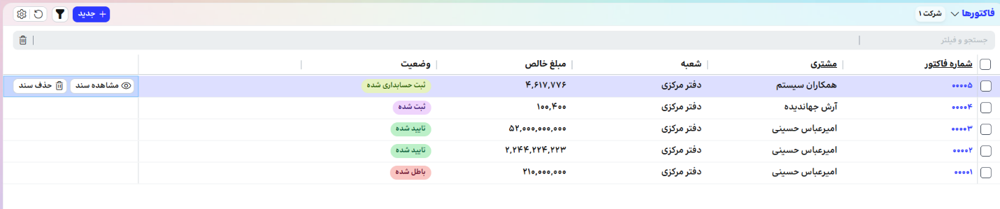 فاکتورها شرکت ۱ جدید
جستجو و فیلتر
شماره فاکتور مشتری شعبه مبلغ خالص وضعیت
۰۰۰۰۵ همکاران سیستم دفتر مرکزی ۴,۶۱۷,۷۷۶ ثبت حسابداری شده مشاهده سند حذف سند
۰۰۰۰۴ آرش جهاندیده دفتر مرکزی ۱۰۰,۴۰۰ ثبت شده
۰۰۰۰۳ امیرعباس حسینی دفتر مرکزی ۵۲,۰۰۰,۰۰۰,۰۰۰ تایید شده
۰۰۰۰۲ امیرعباس حسینی دفتر مرکزی ۲,۲۴۴,۲۲۴,۲۲۳ تایید شده
۰۰۰۰۱ امیرعباس حسینی دفتر مرکزی ۲۱۰,۰۰۰,۰۰۰ باطل شده